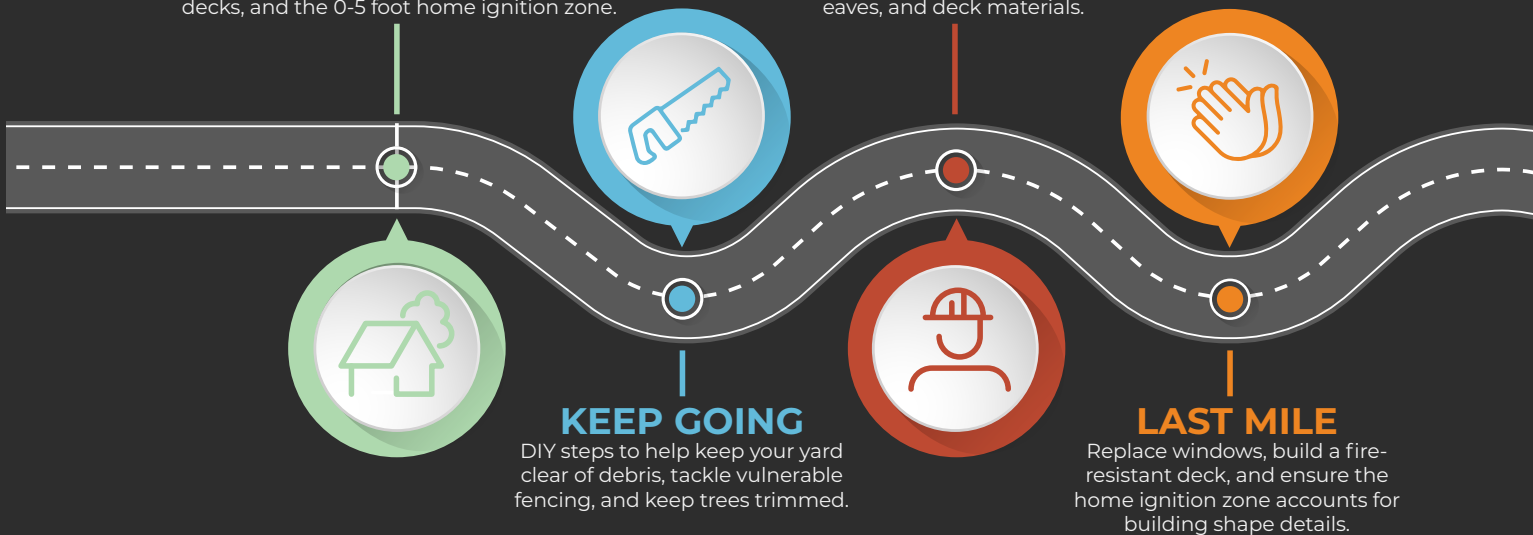 decks, and the 0-5 foot home ignition zone.
eaves, and deck materials.
KEEP GOING
DIY steps to help keep your yard
clear of debris, tackle vulnerable
fencing, and keep trees trimmed.
LAST MILE
Replace windows, build a fire-
resistant deck, and ensure the
home ignition zone accounts for
building shape details.